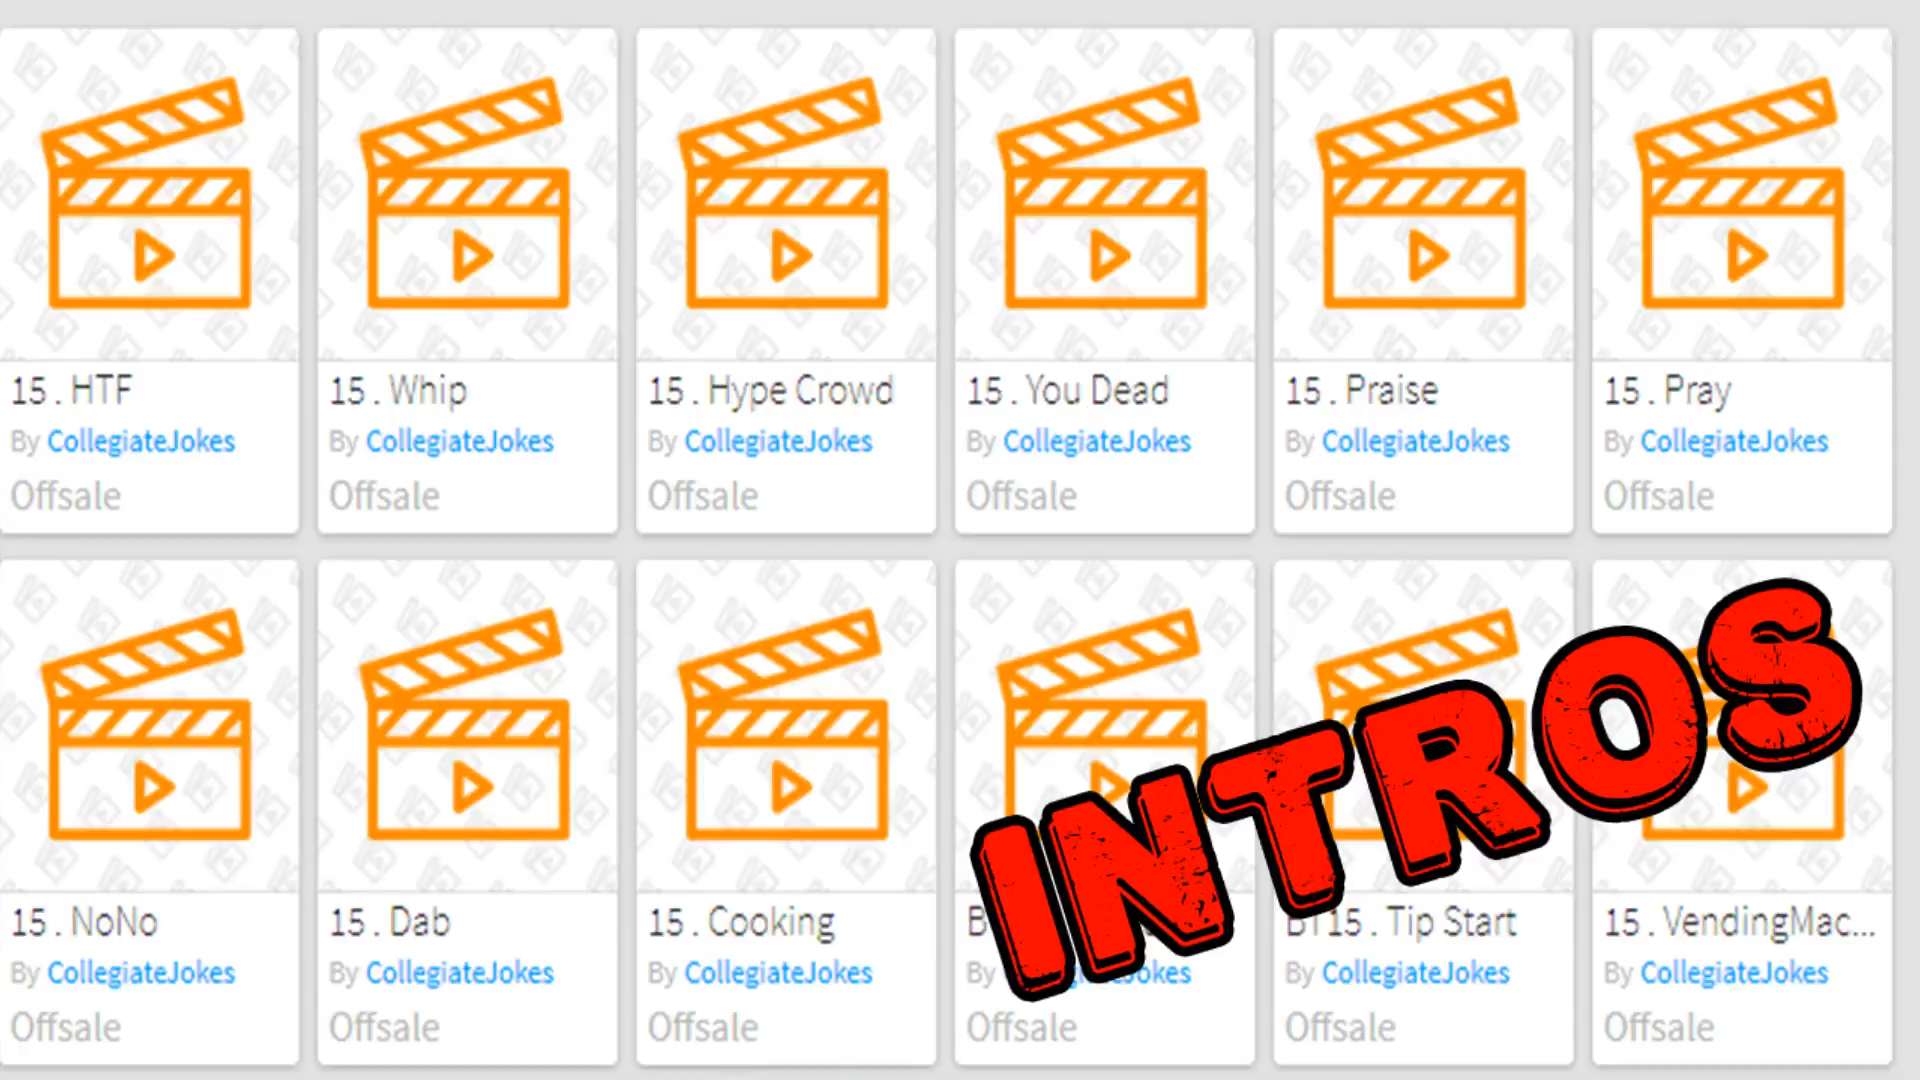 15 . HTF
By CollegiateJokes
Offsale
15 . Whip
By CollegiateJokes
Offsale
15 . Hype Crowd
By CollegiateJokes
Offsale
15 . You Dead
By CollegiateJokes
Offsale
15 . Praise
By CollegiateJokes
Offsale
15 . Pray
By CollegiateJokes
Offsale
15 . NoNo
By CollegiateJokes
Offsale
15 . Dab
By CollegiateJokes
Offsale
15 . Cooking
By CollegiateJokes
Offsale
By
Offsale
15 . Tip Start
By CollegiateJokes
Offsale
15 . VendingMac...
By CollegiateJokes
Offsale
INTROS